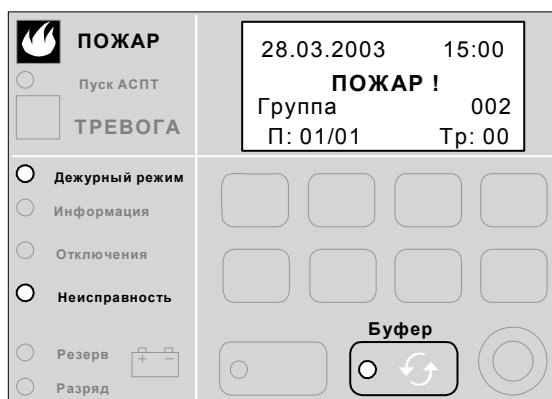 ПОЖАР
Пуск АСПТ
ТРЕВОГА
28.03.2003 15:00
ПОЖАР !
Группа 002
П: 01/01 Тр: 00
Дежурный режим
Информация
Отключения
Неисправность
Резерв
Разряд
Буфер